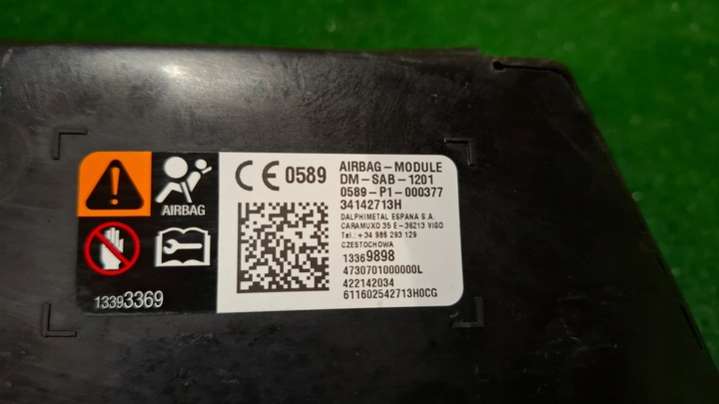 AIRBAG
13393369
CE 0589
AIRBAG-MODULE
DM-SAB-1201
0589-P1-000377
34142713H
DALPHIMETAL ESPANA S.A.
CARAMUXO 35 E-36213 VIGO
Tel.: +34 986 293 129
CZESTOCHOWA
13369898
4730701000000L
422142034
611602542713H0CG